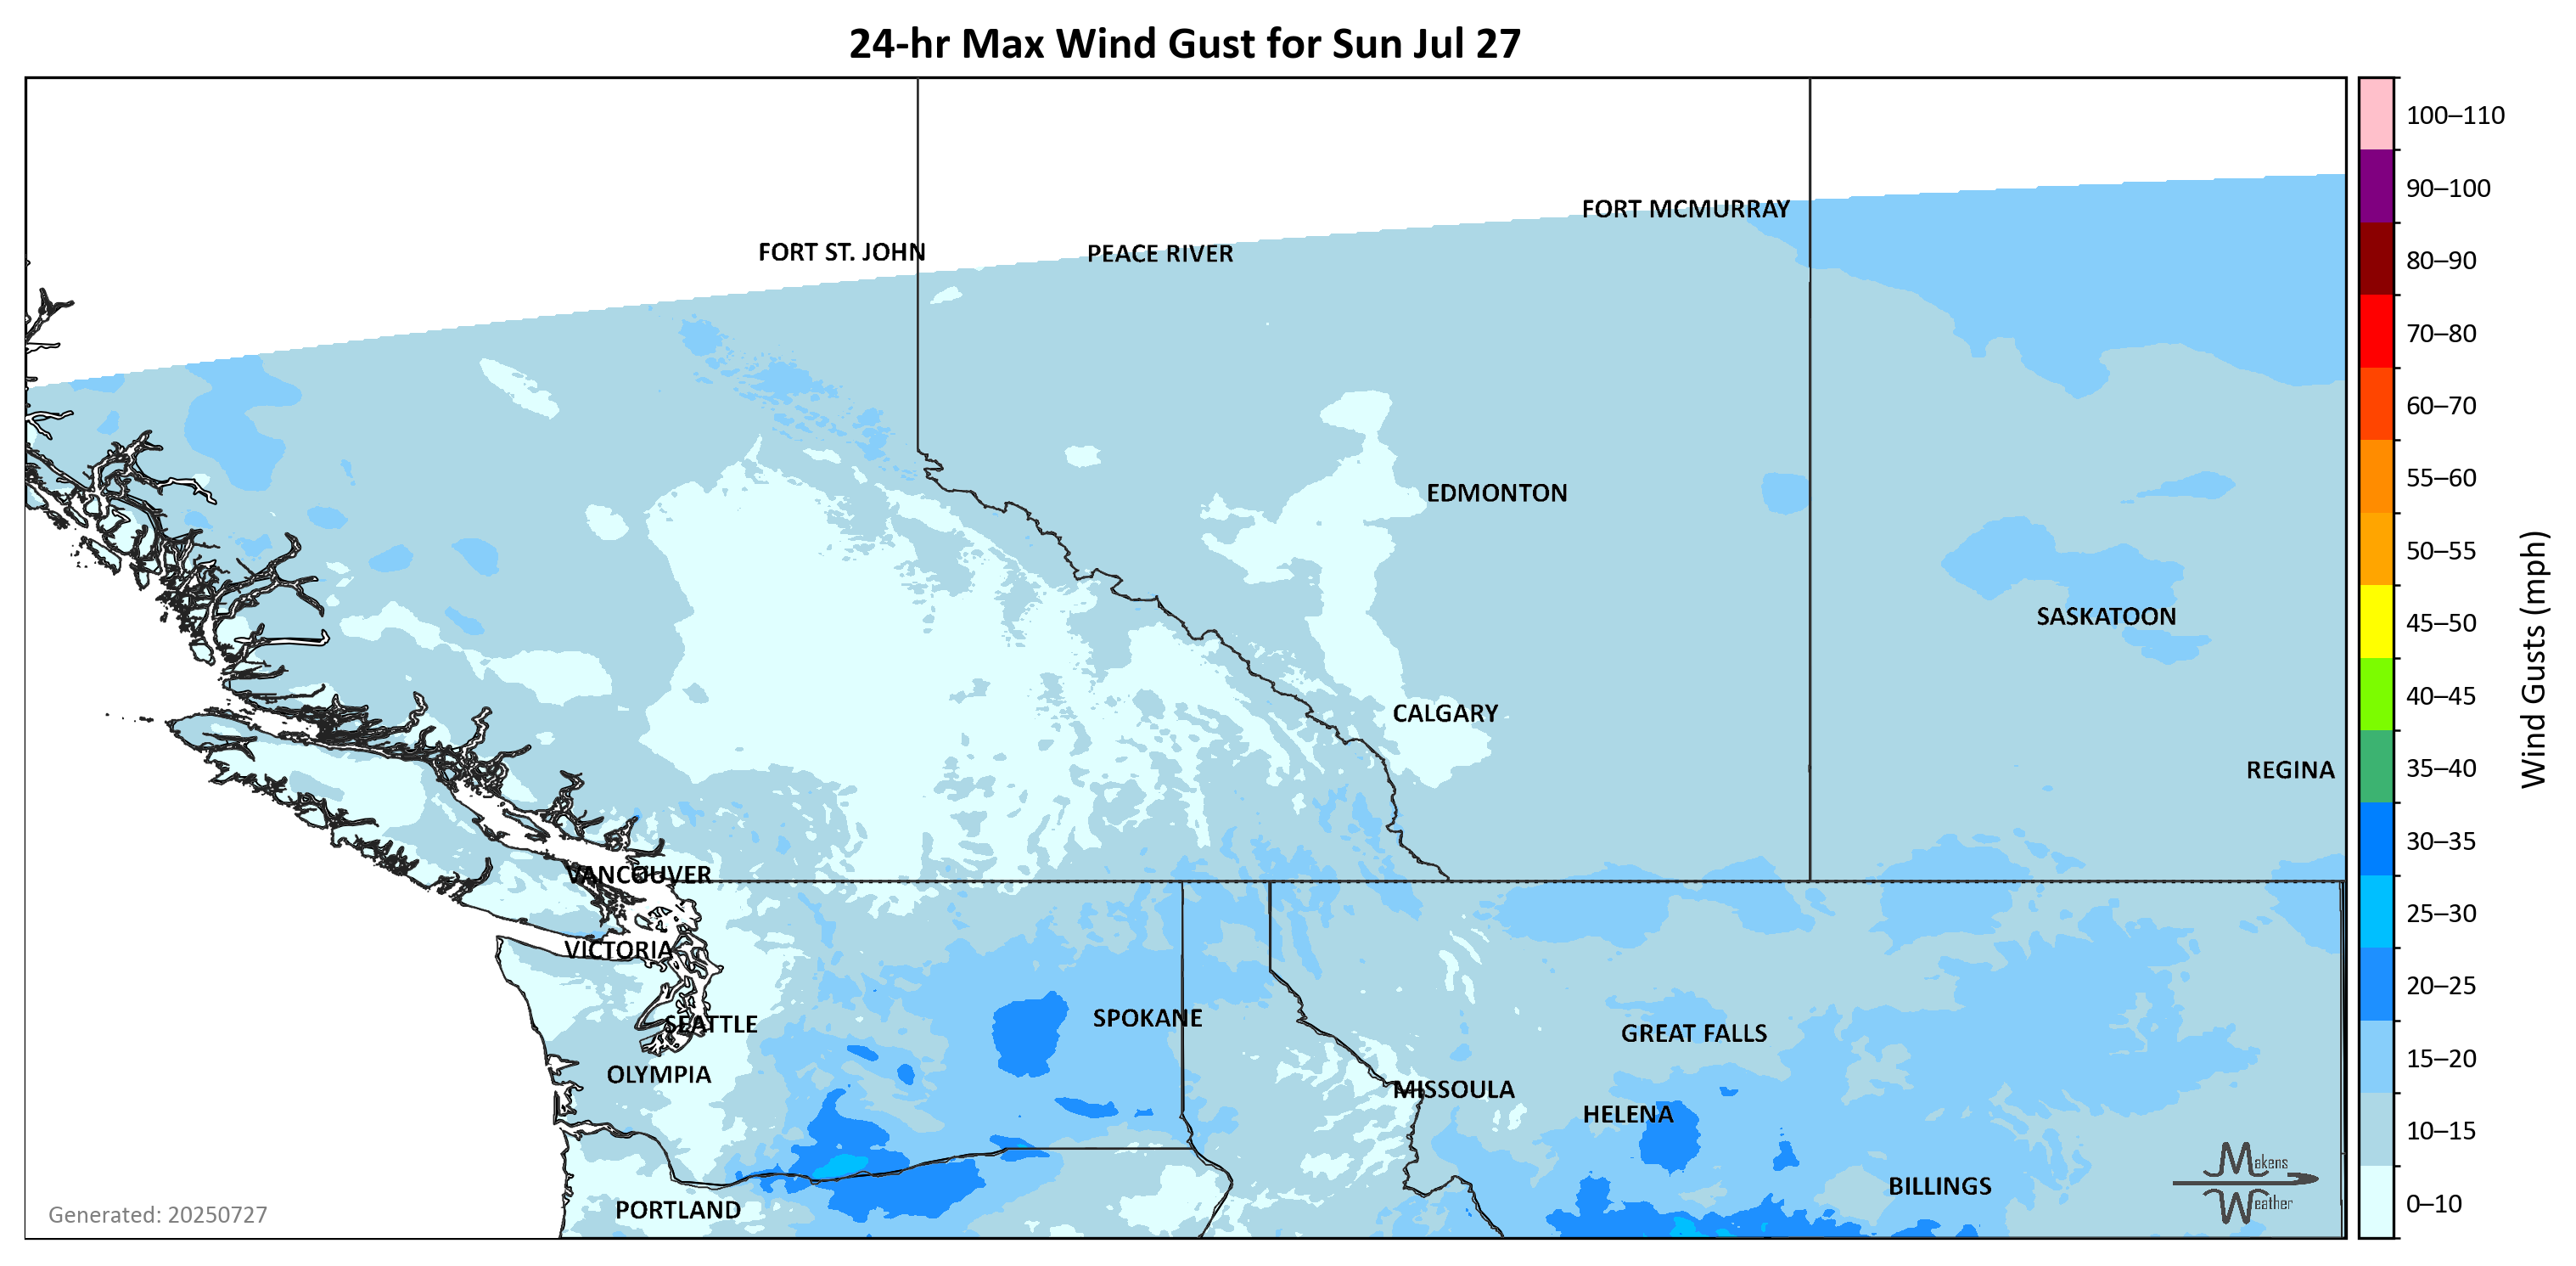 24-hr Max Wind Gust for Sun Jul 27
100–110
90–100
80–90
70–80
60–70
55–60
50–55
45–50
40–45
35–40
30–35
25–30
20–25
15–20
10–15
0–10
Wind Gusts (mph)
FORT MCMURRAY
FORT ST. JOHN
PEACE RIVER
EDMONTON
SASKATOON
CALGARY
REGINA
VANCOUVER
VICTORIA
SEATTLE
SPOKANE
GREAT FALLS
OLYMPIA
MISSOULA
HELENA
BILLINGS
PORTLAND
Makens
Weather
Generated: 20250727